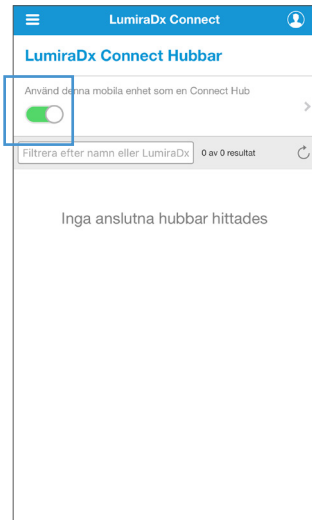 LumiraDx Connect
LumiraDx Connect Hubbar
Använd denna mobila enhet som en Connect Hub
Filtrera efter namn eller LumiraDx 0 av 0 resultat
Inga anslutna hubbar hittades